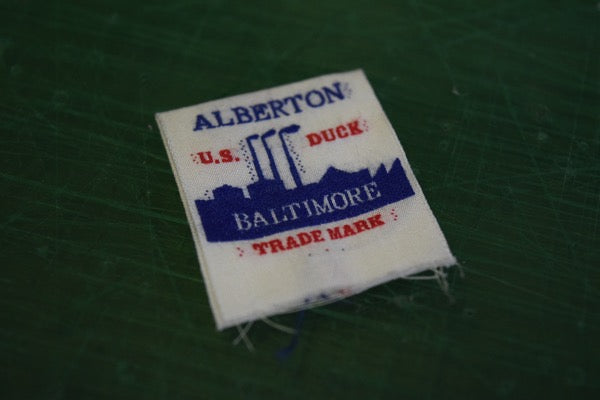 ALBERTON
U.S. DUCK
BALTIMORE
TRADE MARK